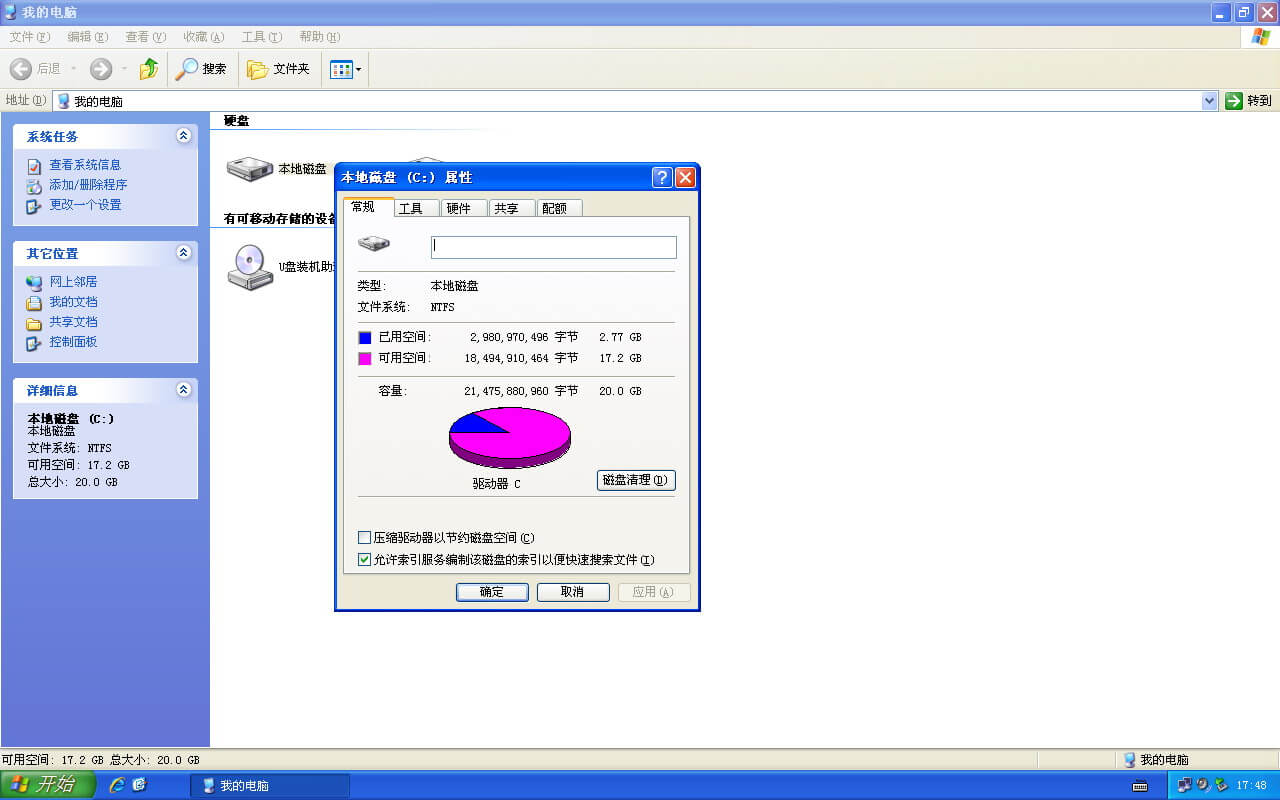 我的电脑
文件(F) 编辑(E) 查看(V) 收藏(A) 工具(T) 帮助(H)
后退 搜索 文件夹
地址(D) 我的电脑 转到
系统任务
查看系统信息
添加/删除程序
更改一个设置
其它位置
网上邻居
我的文档
共享文档
控制面板
详细信息
本地磁盘 (C:)
本地磁盘
文件系统: NTFS
可用空间: 17.2 GB
总大小: 20.0 GB
硬盘
本地磁盘
有可移动存储的设备
U盘装机助
本地磁盘 (C:) 属性
常规 工具 硬件 共享 配额
类型: 本地磁盘
文件系统: NTFS
已用空间: 2,980,970,496 字节 2.77 GB
可用空间: 18,494,910,464 字节 17.2 GB
容量: 21,475,880,960 字节 20.0 GB
驱动器 C
磁盘清理(D)
压缩驱动器以节约磁盘空间(C)
允许索引服务编制该磁盘的索引以便快速搜索文件(I)
确定 取消 应用(A)
可用空间: 17.2 GB 总大小: 20.0 GB 我的电脑
开始 我的电脑 17:48